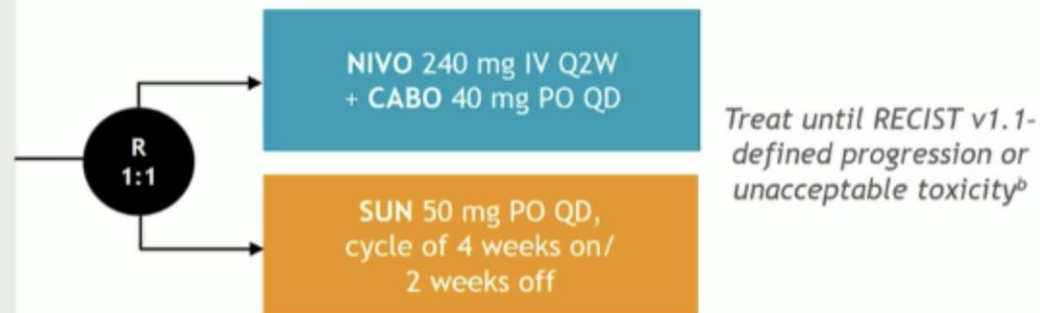 R
1:1
NIVO 240 mg IV Q2W
+ CABO 40 mg PO QD
SUN 50 mg PO QD,
cycle of 4 weeks on/
2 weeks off
Treat until RECIST v1.1-
defined progression or
unacceptable toxicityᵇ